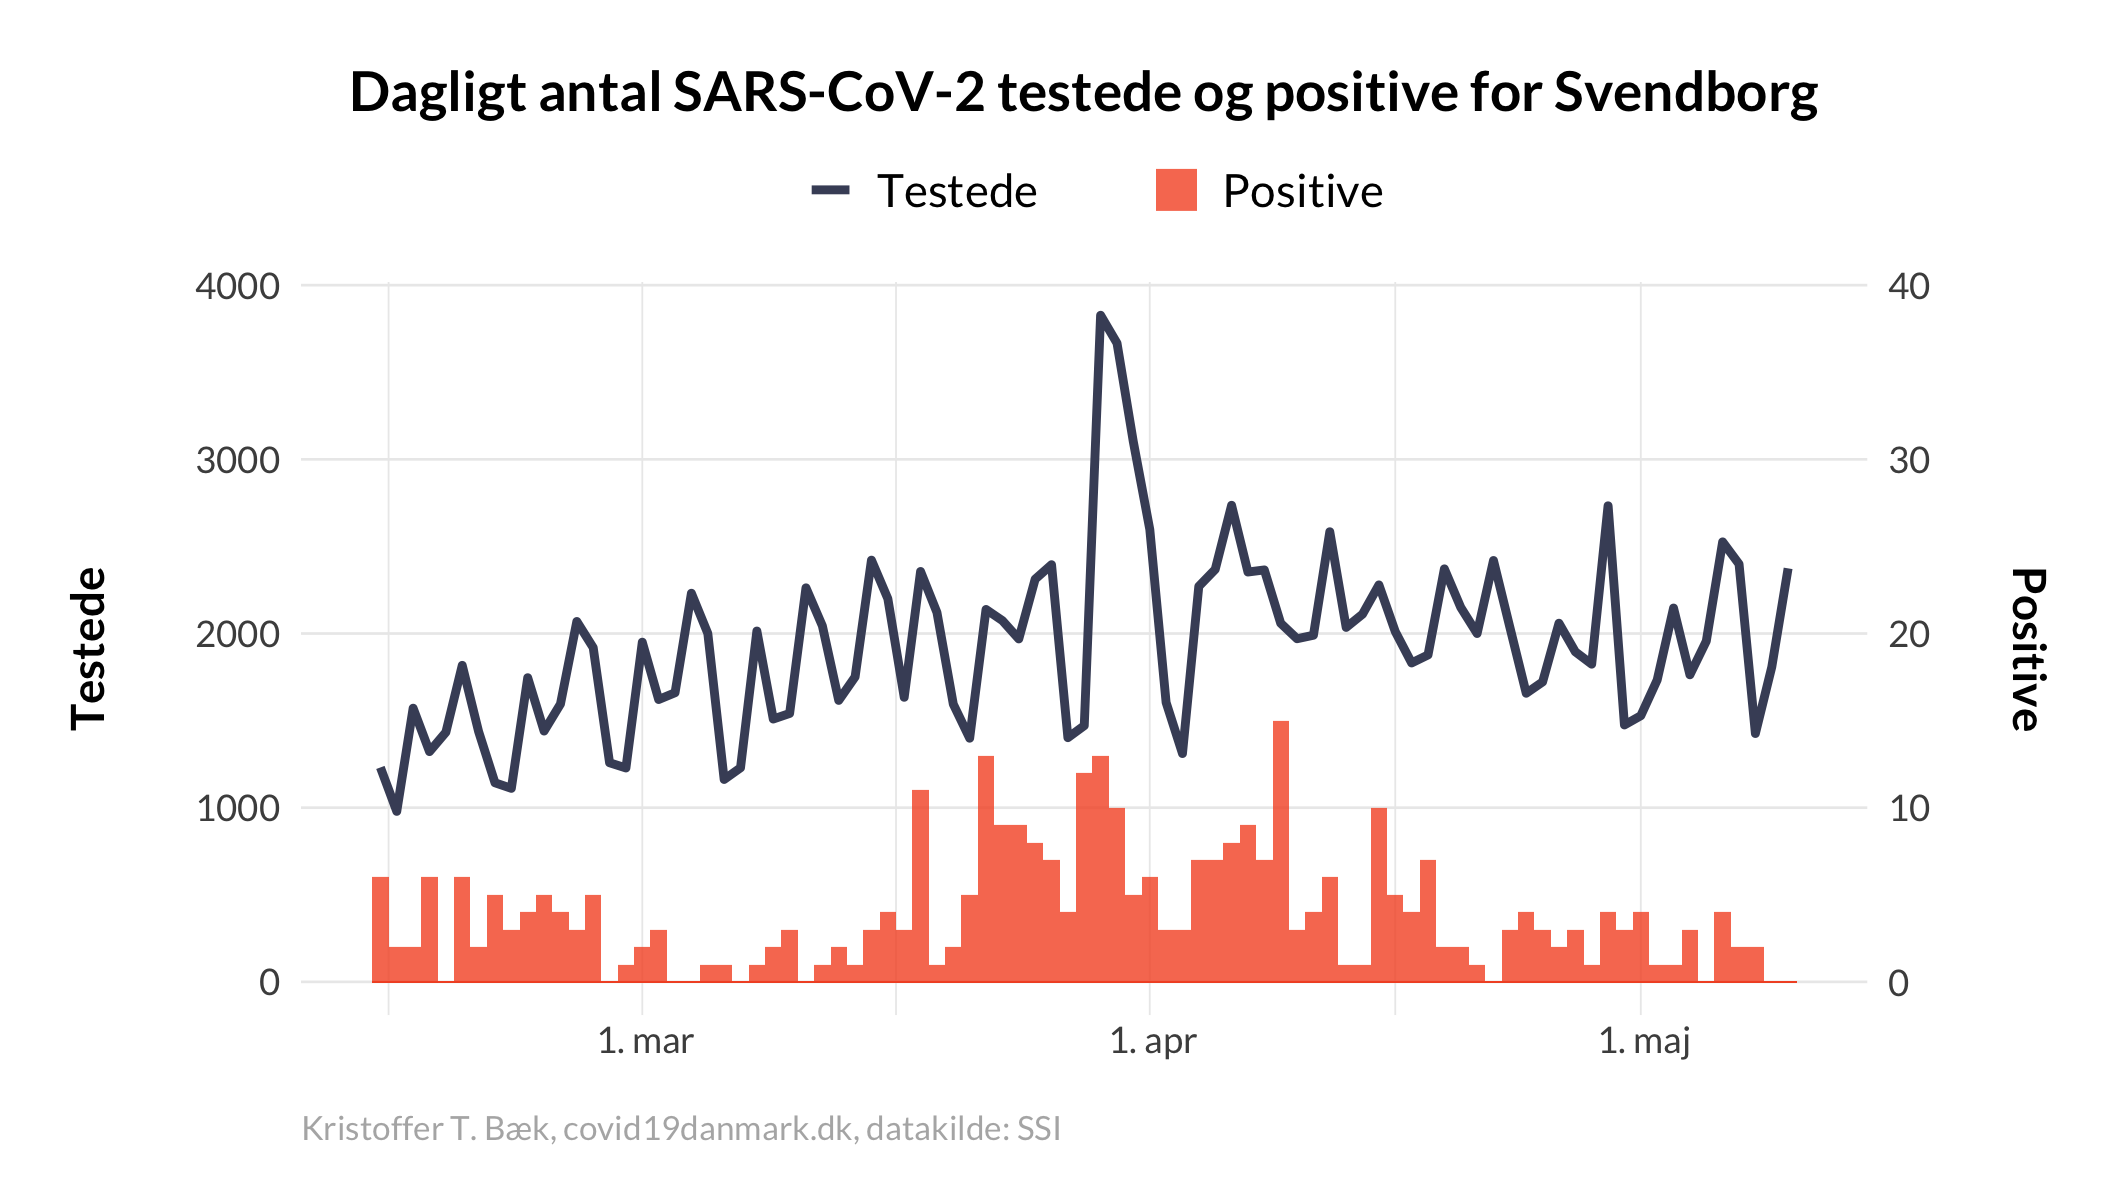 Dagligt antal SARS-CoV-2 testede og positive for Svendborg
Testede
Positive
4000
3000
2000
1000
0
Testede
40
30
20
10
0
Positive
1. mar
1. apr
1. maj
Kristoffer T. Bæk, covid19danmark.dk, datakilde: SSI